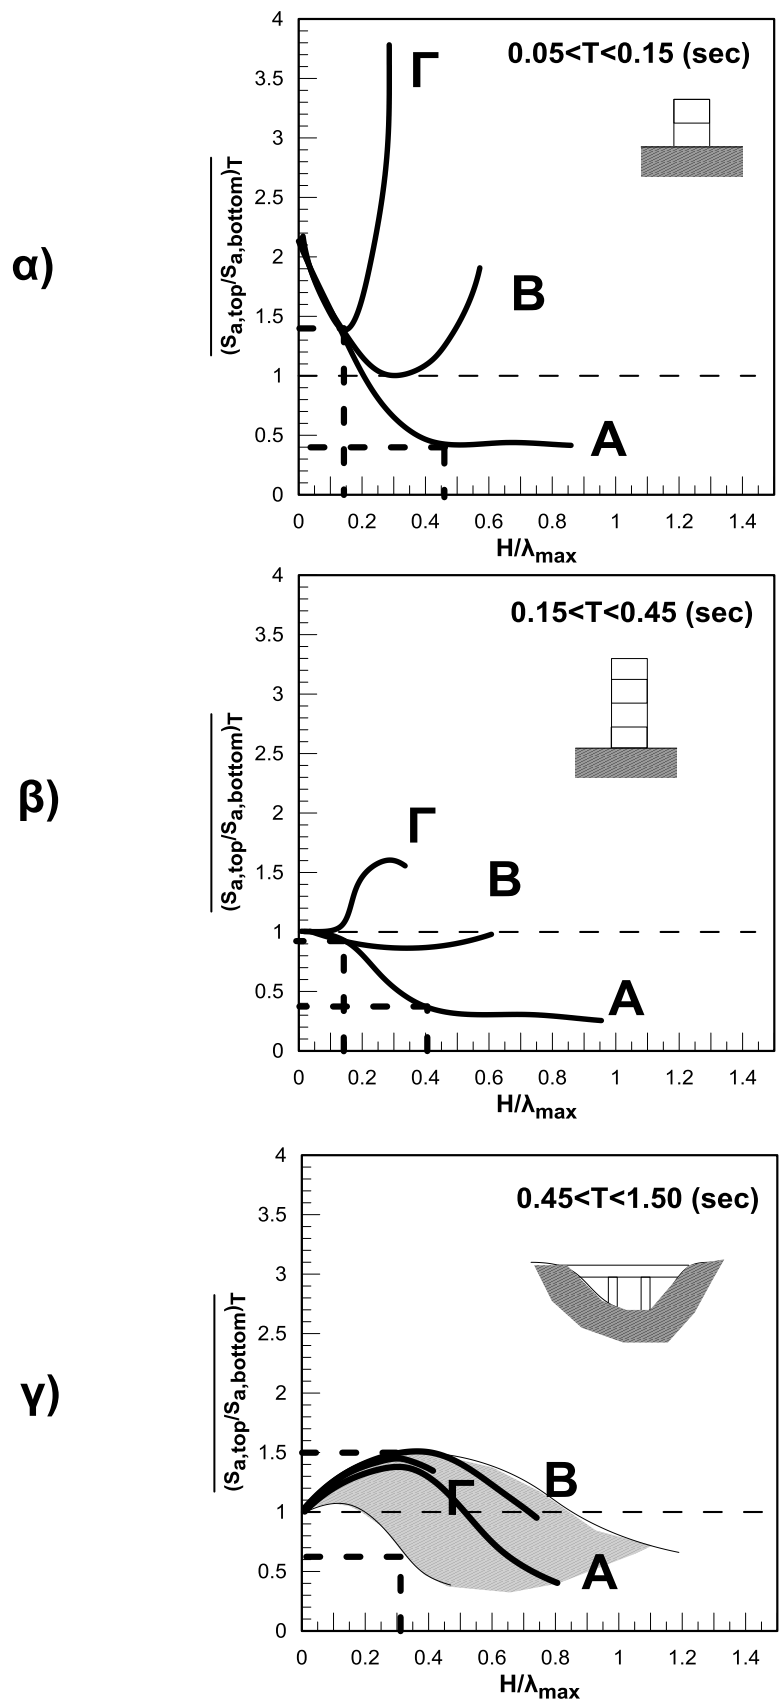 α)
0.05<T<0.15 (sec)
(Sa,top/Sa,bottom)T
4
3.5
3
2.5
2
1.5
1
0.5
0
Γ
B
A
0 0.2 0.4 0.6 0.8 1 1.2 1.4
H/λmax
β)
0.15<T<0.45 (sec)
(Sa,top/Sa,bottom)T
4
3.5
3
2.5
2
1.5
1
0.5
0
Γ
B
A
0 0.2 0.4 0.6 0.8 1 1.2 1.4
H/λmax
γ)
0.45<T<1.50 (sec)
(Sa,top/Sa,bottom)T
4
3.5
3
2.5
2
1.5
1
0.5
0
B
Γ
A
0 0.2 0.4 0.6 0.8 1 1.2 1.4
H/λmax